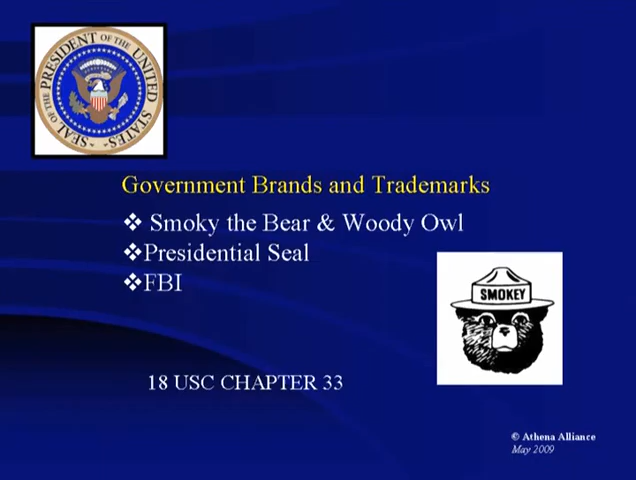 SEAL OF THE PRESIDENT OF THE UNITED STATES
Government Brands and Trademarks
❖ Smoky the Bear & Woody Owl
❖Presidential Seal
❖FBI
SMOKEY
18 USC CHAPTER 33
© Athena Alliance
May 2009